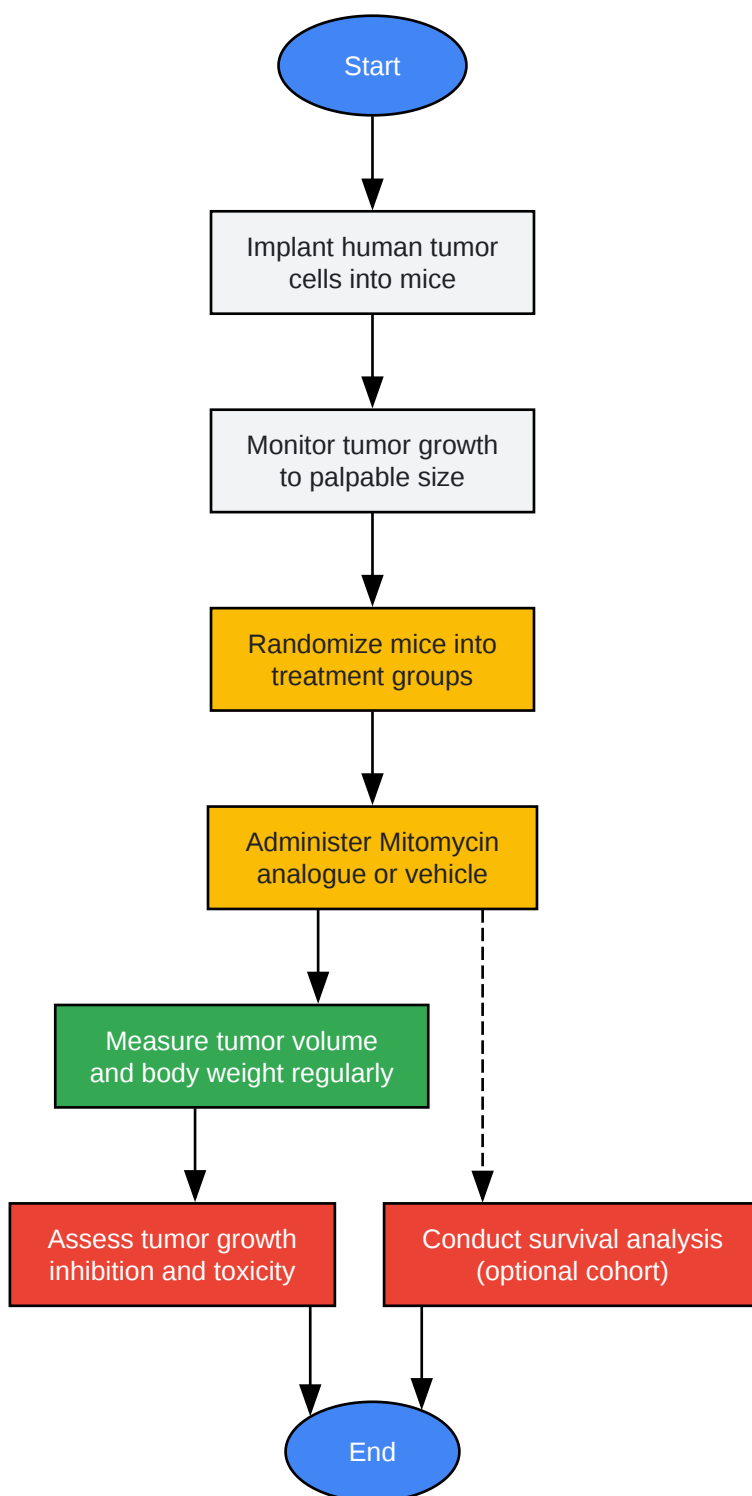 Start
Implant human tumor
cells into mice
Monitor tumor growth
to palpable size
Randomize mice into
treatment groups
Administer Mitomycin
analogue or vehicle
Measure tumor volume
and body weight regularly
Assess tumor growth
inhibition and toxicity
Conduct survival analysis
(optional cohort)
End